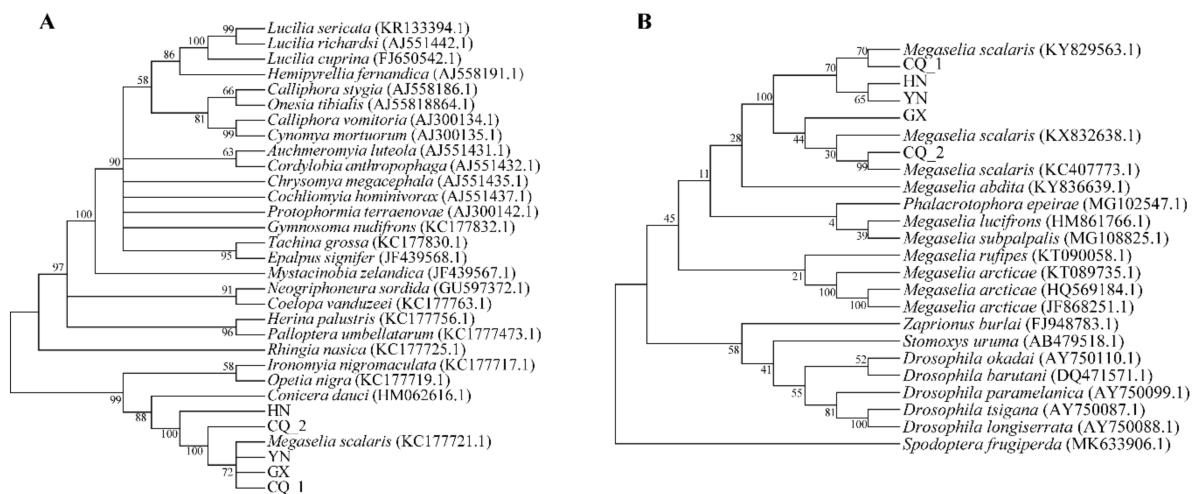 A
99 Lucilia sericata (KR133394.1)
100 Lucilia richardsi (AJ551442.1)
86 Lucilia cuprina (FJ650542.1)
58 Hemipyrellia fernandica (AJ558191.1)
66 Calliphora stygia (AJ558186.1)
Onesia tibialis (AJ55818864.1)
81 Calliphora vomitoria (AJ300134.1)
99 Cynomya mortuorum (AJ300135.1)
63 Auchmeromyia luteola (AJ551431.1)
90 Cordylobia anthropophaga (AJ551432.1)
Chrysomya megacephala (AJ551435.1)
Cochliomyia hominivorax (AJ551437.1)
100 Protophormia terraenovae (AJ300142.1)
Gymnosoma nudifrons (KC177832.1)
Tachina grossa (KC177830.1)
95 Epalpus signifer (JF439568.1)
97 Mystacinobia zelandica (JF439567.1)
91 Neogriphoneura sordida (GU597372.1)
Coelopa vanduzeei (KC177763.1)
Herina palustris (KC177756.1)
96 Palloptera umbellatarum (KC1777473.1)
Rhingia nasica (KC177725.1)
58 Ironomyia nigromaculata (KC177717.1)
Opetia nigra (KC177719.1)
99 Conicera dauci (HM062616.1)
88 HN
100 CQ_2
100 Megaselia scalaris (KC177721.1)
YN
72 GX
CQ_1
B
70 Megaselia scalaris (KY829563.1)
70 CQ_1
HN
100 65 YN
GX
44 Megaselia scalaris (KX832638.1)
28 30 CQ_2
99 Megaselia scalaris (KC407773.1)
11 Megaselia abdita (KY836639.1)
Phalacrotophora epeirae (MG102547.1)
45 4 Megaselia lucifrons (HM861766.1)
39 Megaselia subpalpalis (MG108825.1)
Megaselia rufipes (KT090058.1)
21 Megaselia arcticae (KT089735.1)
100 Megaselia arcticae (HQ569184.1)
100 Megaselia arcticae (JF868251.1)
Zaprionus burlai (FJ948783.1)
58 Stomoxys uruma (AB479518.1)
41 52 Drosophila okadai (AY750110.1)
Drosophila barutani (DQ471571.1)
55 Drosophila paramelanica (AY750099.1)
81 Drosophila tsigana (AY750087.1)
100 Drosophila longiserrata (AY750088.1)
Spodoptera frugiperda (MK633906.1)